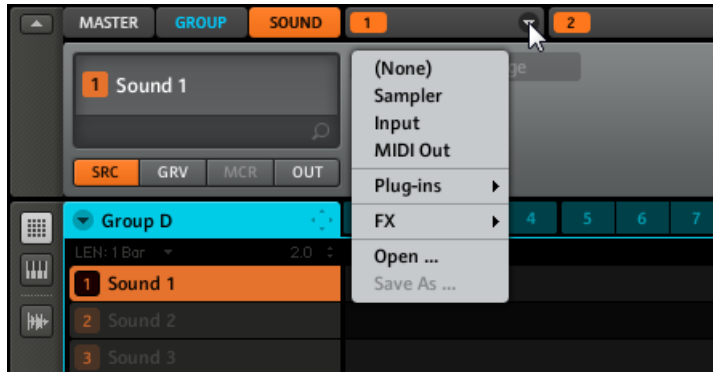 MASTER GROUP SOUND 1 2
1 Sound 1
(None)
Sampler
Input
MIDI Out
Plug-ins
FX
Open ...
Save As ...
SRC GRV MCR OUT
Group D 4 5 6 7
LEN: 1 Bar 2.0
1 Sound 1
2 Sound 2
3 Sound 3